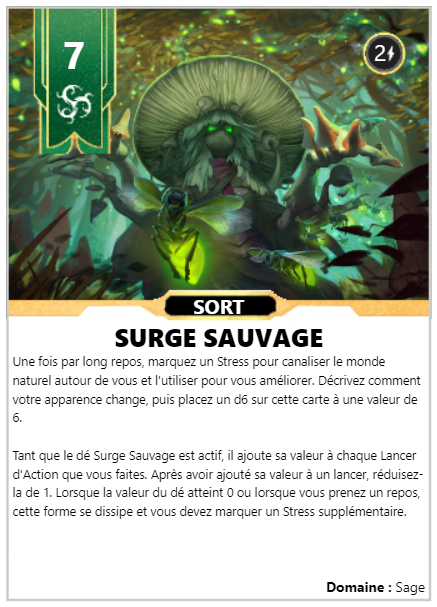 7
2
SORT
SURGE SAUVAGE
Une fois par long repos, marquez un Stress pour canaliser le monde
naturel autour de vous et l'utiliser pour vous améliorer. Décrivez comment
votre apparence change, puis placez un d6 sur cette carte à une valeur de
6.
Tant que le dé Surge Sauvage est actif, il ajoute sa valeur à chaque Lancer
d'Action que vous faites. Après avoir ajouté sa valeur à un lancer, réduisez-
la de 1. Lorsque la valeur du dé atteint 0 ou lorsque vous prenez un repos,
cette forme se dissipe et vous devez marquer un Stress supplémentaire.
Domaine : Sage